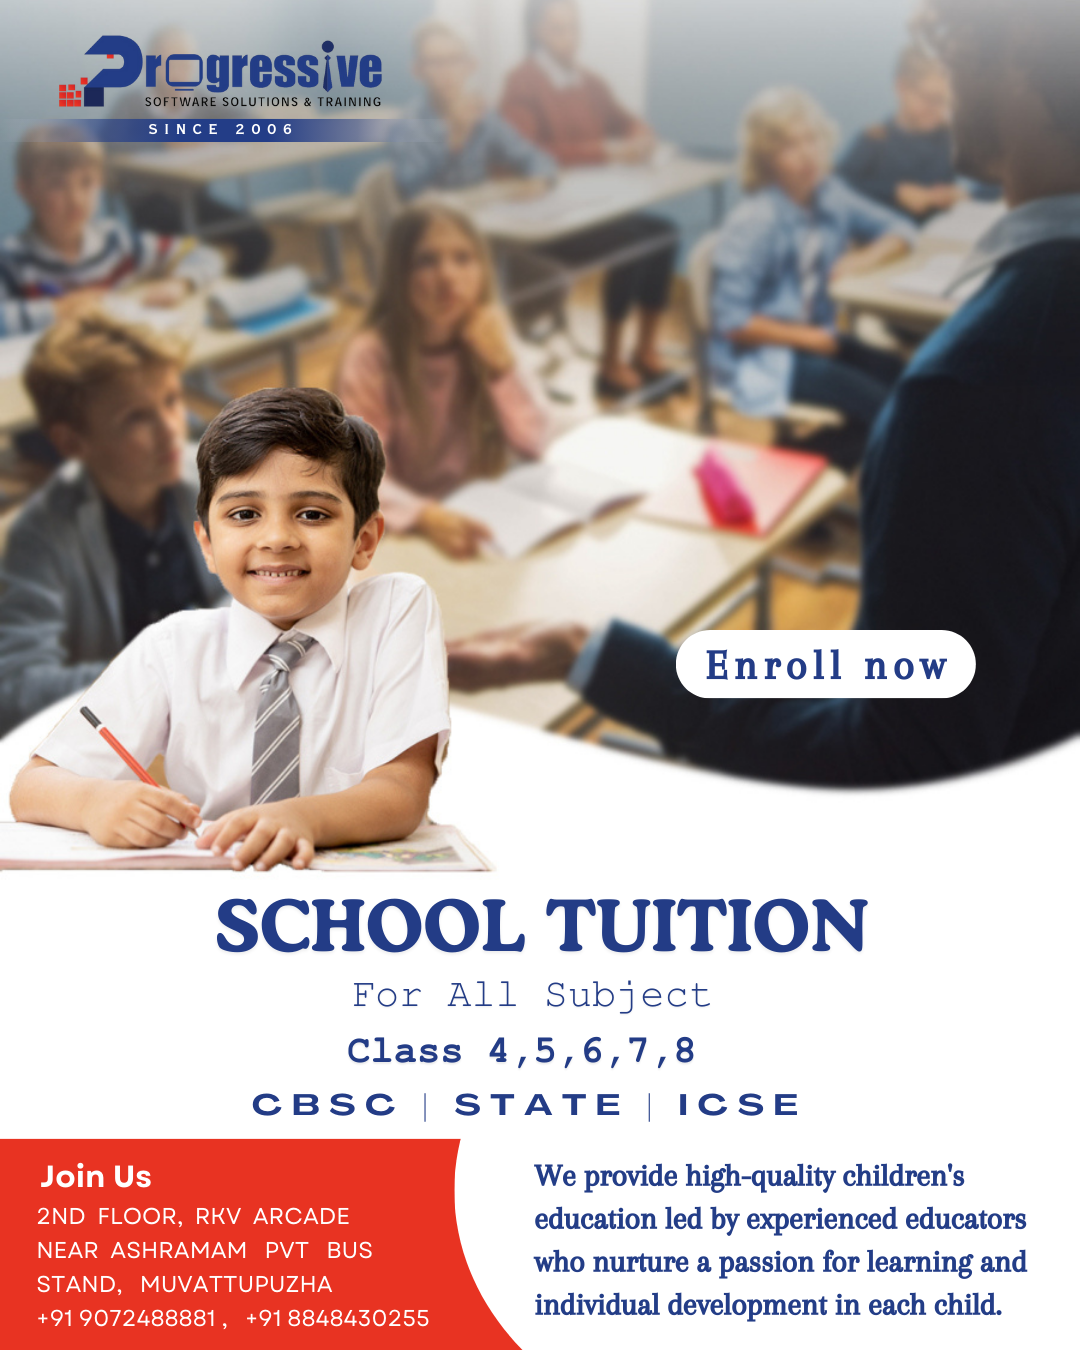 Progressive
SOFTWARE SOLUTIONS & TRAINING
SINCE 2006
Enroll now
SCHOOL TUITION
For All Subject
Class 4,5,6,7,8
CBSC | STATE | ICSE
Join Us
2ND FLOOR, RKV ARCADE
NEAR ASHRAMAM PVT BUS
STAND, MUVATTUPUZHA
+91 9072488881 , +91 8848430255
We provide high-quality children's
education led by experienced educators
who nurture a passion for learning and
individual development in each child.